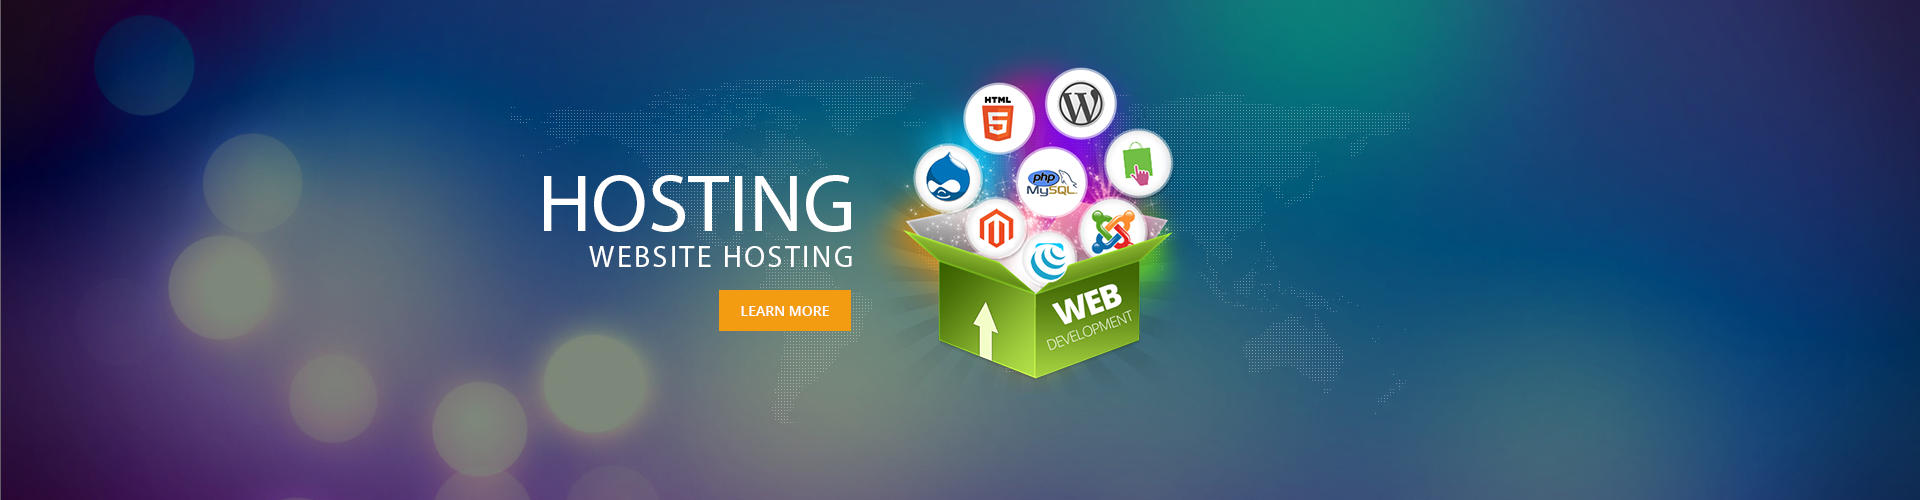 HOSTING
WEBSITE HOSTING
LEARN MORE
HTML
5
W
php
MySQL
WEB
DEVELOPMENT